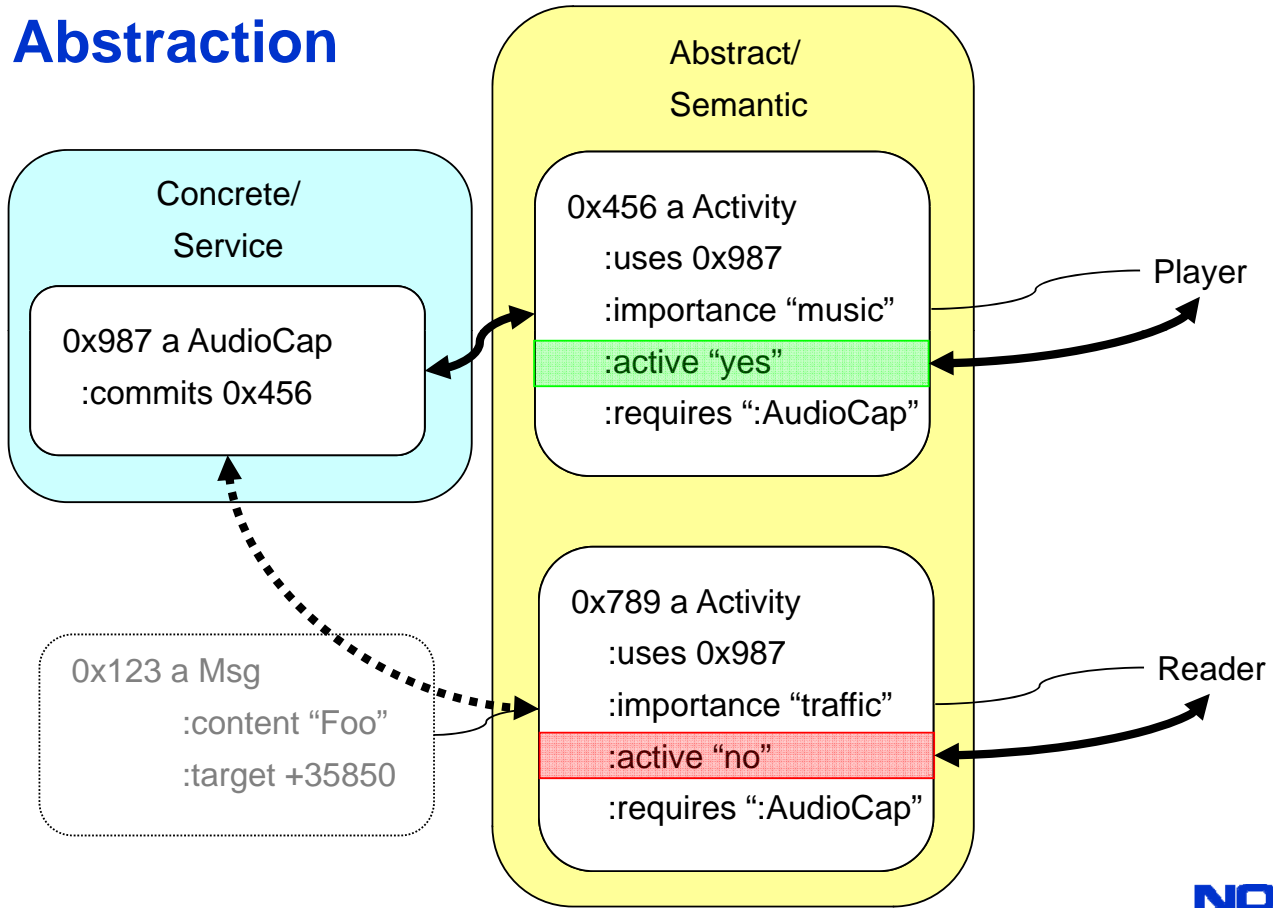 Abstraction
Abstract/
Semantic
Concrete/
Service
0x987 a AudioCap
:commits 0x456
0x456 a Activity
:uses 0x987
:importance “music”
:active “yes”
:requires “:AudioCap”
Player
0x123 a Msg
:content “Foo”
:target +35850
0x789 a Activity
:uses 0x987
:importance “traffic”
:active “no”
:requires “:AudioCap”
Reader